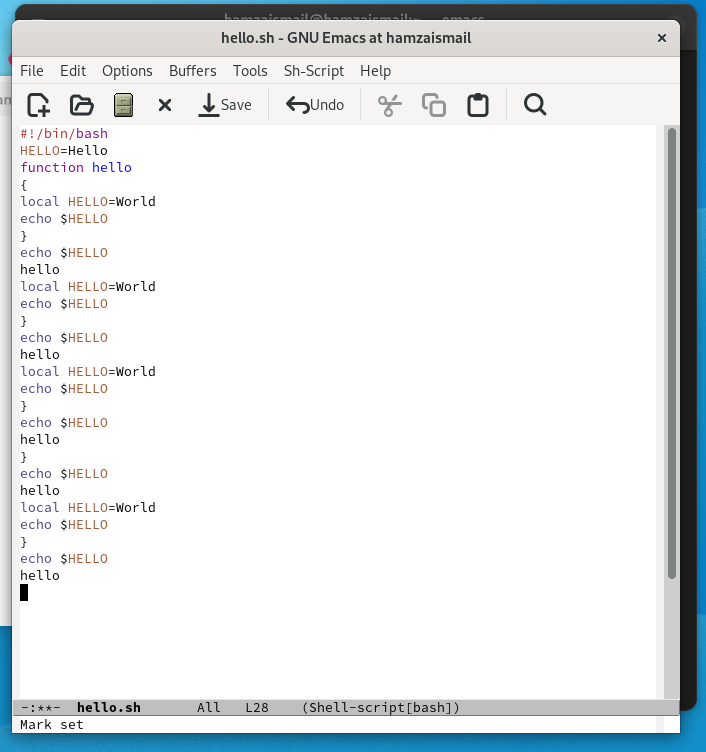 hamzaismail@hamzaismail:~ — emacs
hello.sh - GNU Emacs at hamzaismail
File Edit Options Buffers Tools Sh-Script Help
Save Undo
#!/bin/bash
HELLO=Hello
function hello
{
local HELLO=World
echo $HELLO
}
echo $HELLO
hello
local HELLO=World
echo $HELLO
}
echo $HELLO
hello
local HELLO=World
echo $HELLO
}
echo $HELLO
hello
}
echo $HELLO
hello
local HELLO=World
echo $HELLO
}
echo $HELLO
hello
-:**- hello.sh All L28 (Shell-script[bash])
Mark set